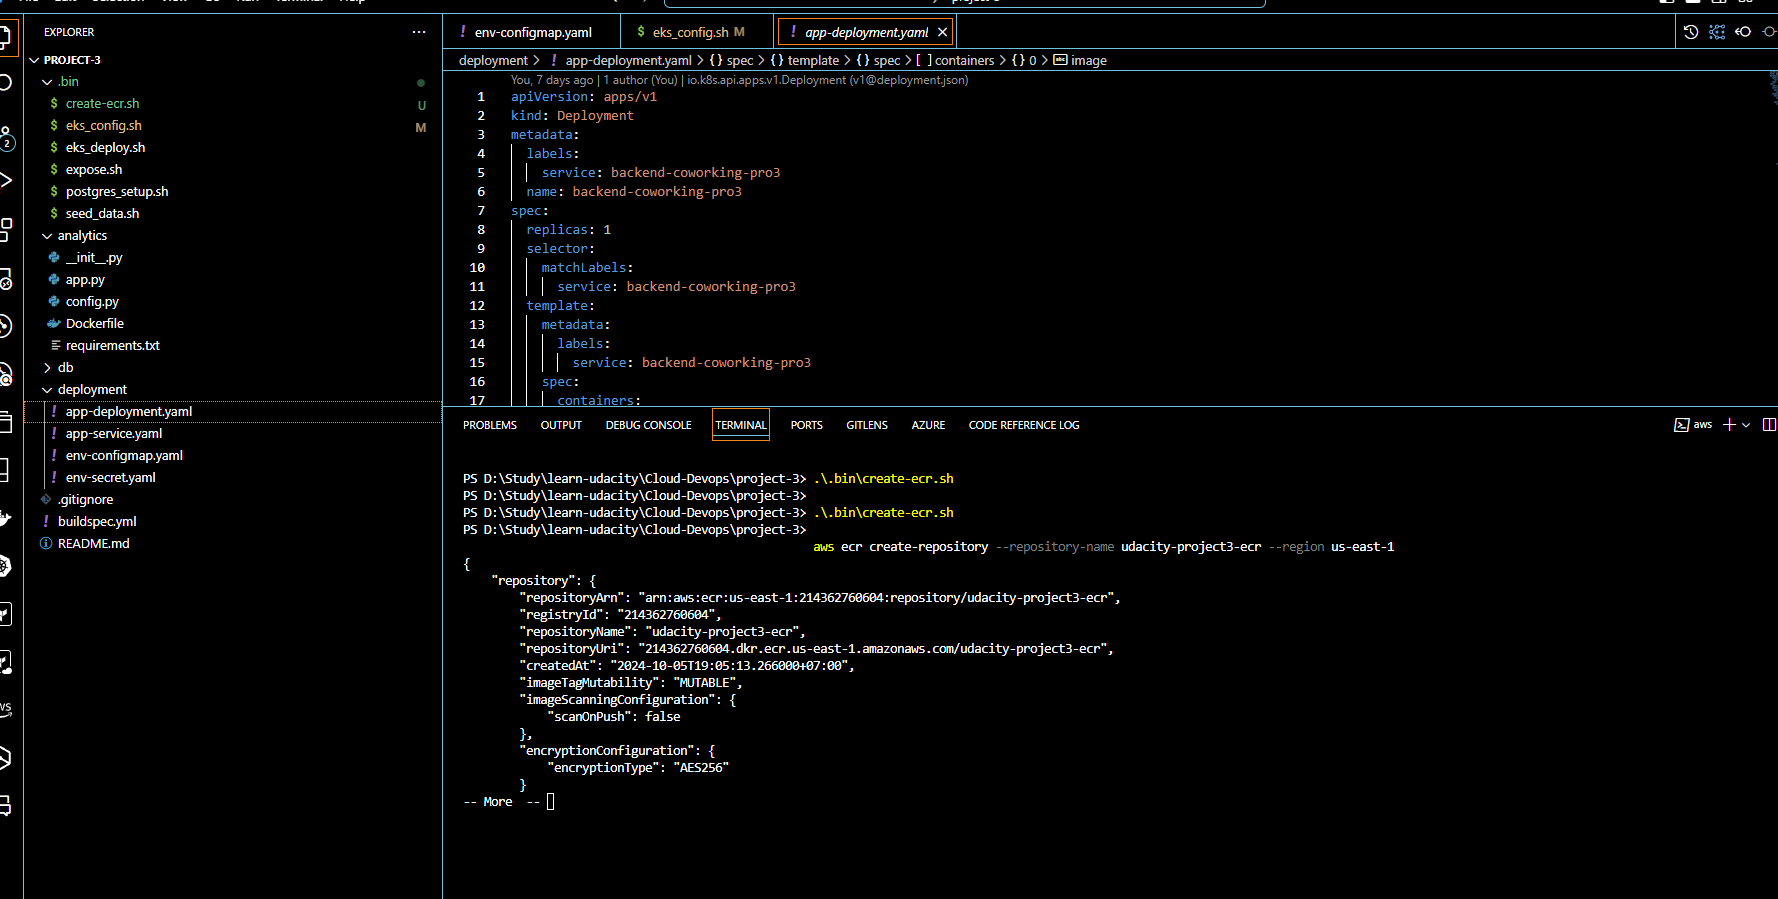 EXPLORER
PROJECT-3
.bin
create-ecr.sh U
eks_config.sh M
eks_deploy.sh
expose.sh
postgres_setup.sh
seed_data.sh
analytics
__init__.py
app.py
config.py
Dockerfile
requirements.txt
db
deployment
app-deployment.yaml
app-service.yaml
env-configmap.yaml
env-secret.yaml
.gitignore
buildspec.yml
README.md
2
env-configmap.yaml
eks_config.sh M
app-deployment.yaml
deployment > app-deployment.yaml > {} spec > {} template > {} spec > [ ] containers > {} 0 > image
You, 7 days ago | 1 author (You) | io.k8s.api.apps.v1.Deployment (v1@deployment.json)
1 apiVersion: apps/v1
2 kind: Deployment
3 metadata:
4 labels:
5 service: backend-coworking-pro3
6 name: backend-coworking-pro3
7 spec:
8 replicas: 1
9 selector:
10 matchLabels:
11 service: backend-coworking-pro3
12 template:
13 metadata:
14 labels:
15 service: backend-coworking-pro3
16 spec:
17 containers:
PROBLEMS OUTPUT DEBUG CONSOLE TERMINAL PORTS GITLENS AZURE CODE REFERENCE LOG
aws
PS D:\Study\learn-udacity\Cloud-Devops\project-3> .\.bin\create-ecr.sh
PS D:\Study\learn-udacity\Cloud-Devops\project-3>
PS D:\Study\learn-udacity\Cloud-Devops\project-3> .\.bin\create-ecr.sh
PS D:\Study\learn-udacity\Cloud-Devops\project-3>
aws ecr create-repository --repository-name udacity-project3-ecr --region us-east-1
{
"repository": {
"repositoryArn": "arn:aws:ecr:us-east-1:214362760604:repository/udacity-project3-ecr",
"registryId": "214362760604",
"repositoryName": "udacity-project3-ecr",
"repositoryUri": "214362760604.dkr.ecr.us-east-1.amazonaws.com/udacity-project3-ecr",
"createdAt": "2024-10-05T19:05:13.266000+07:00",
"imageTagMutability": "MUTABLE",
"imageScanningConfiguration": {
"scanOnPush": false
},
"encryptionConfiguration": {
"encryptionType": "AES256"
}
-- More --